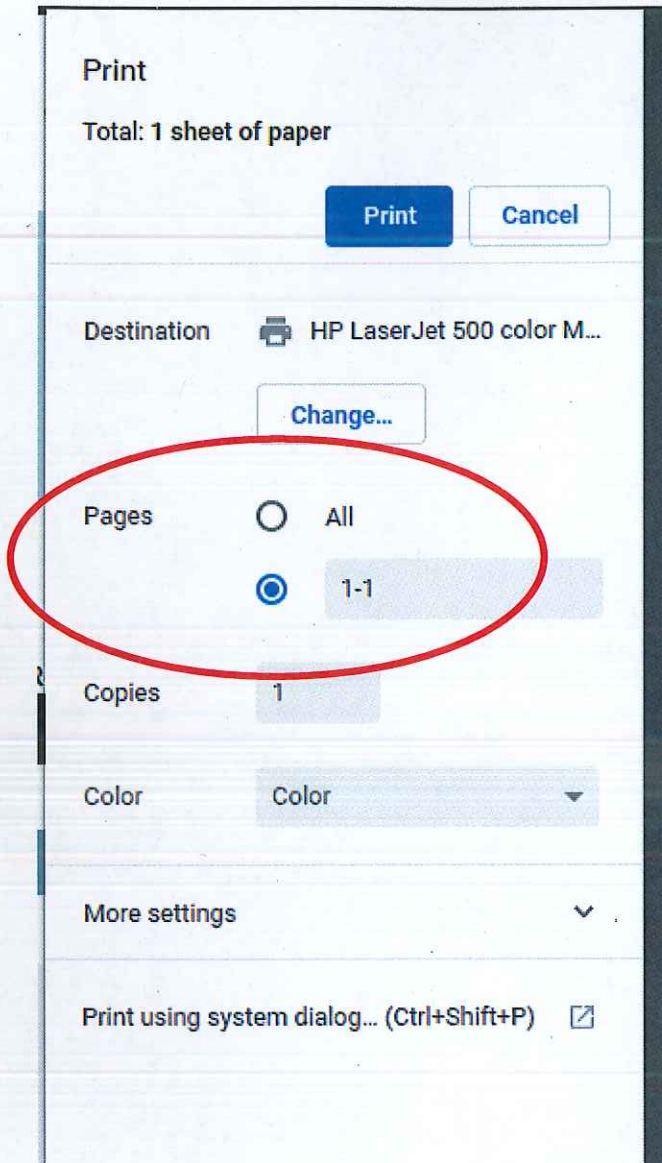 Print
Total: 1 sheet of paper
Print Cancel
Destination HP LaserJet 500 color M...
Change...
Pages All
1-1
Copies 1
Color Color
More settings
Print using system dialog... (Ctrl+Shift+P)